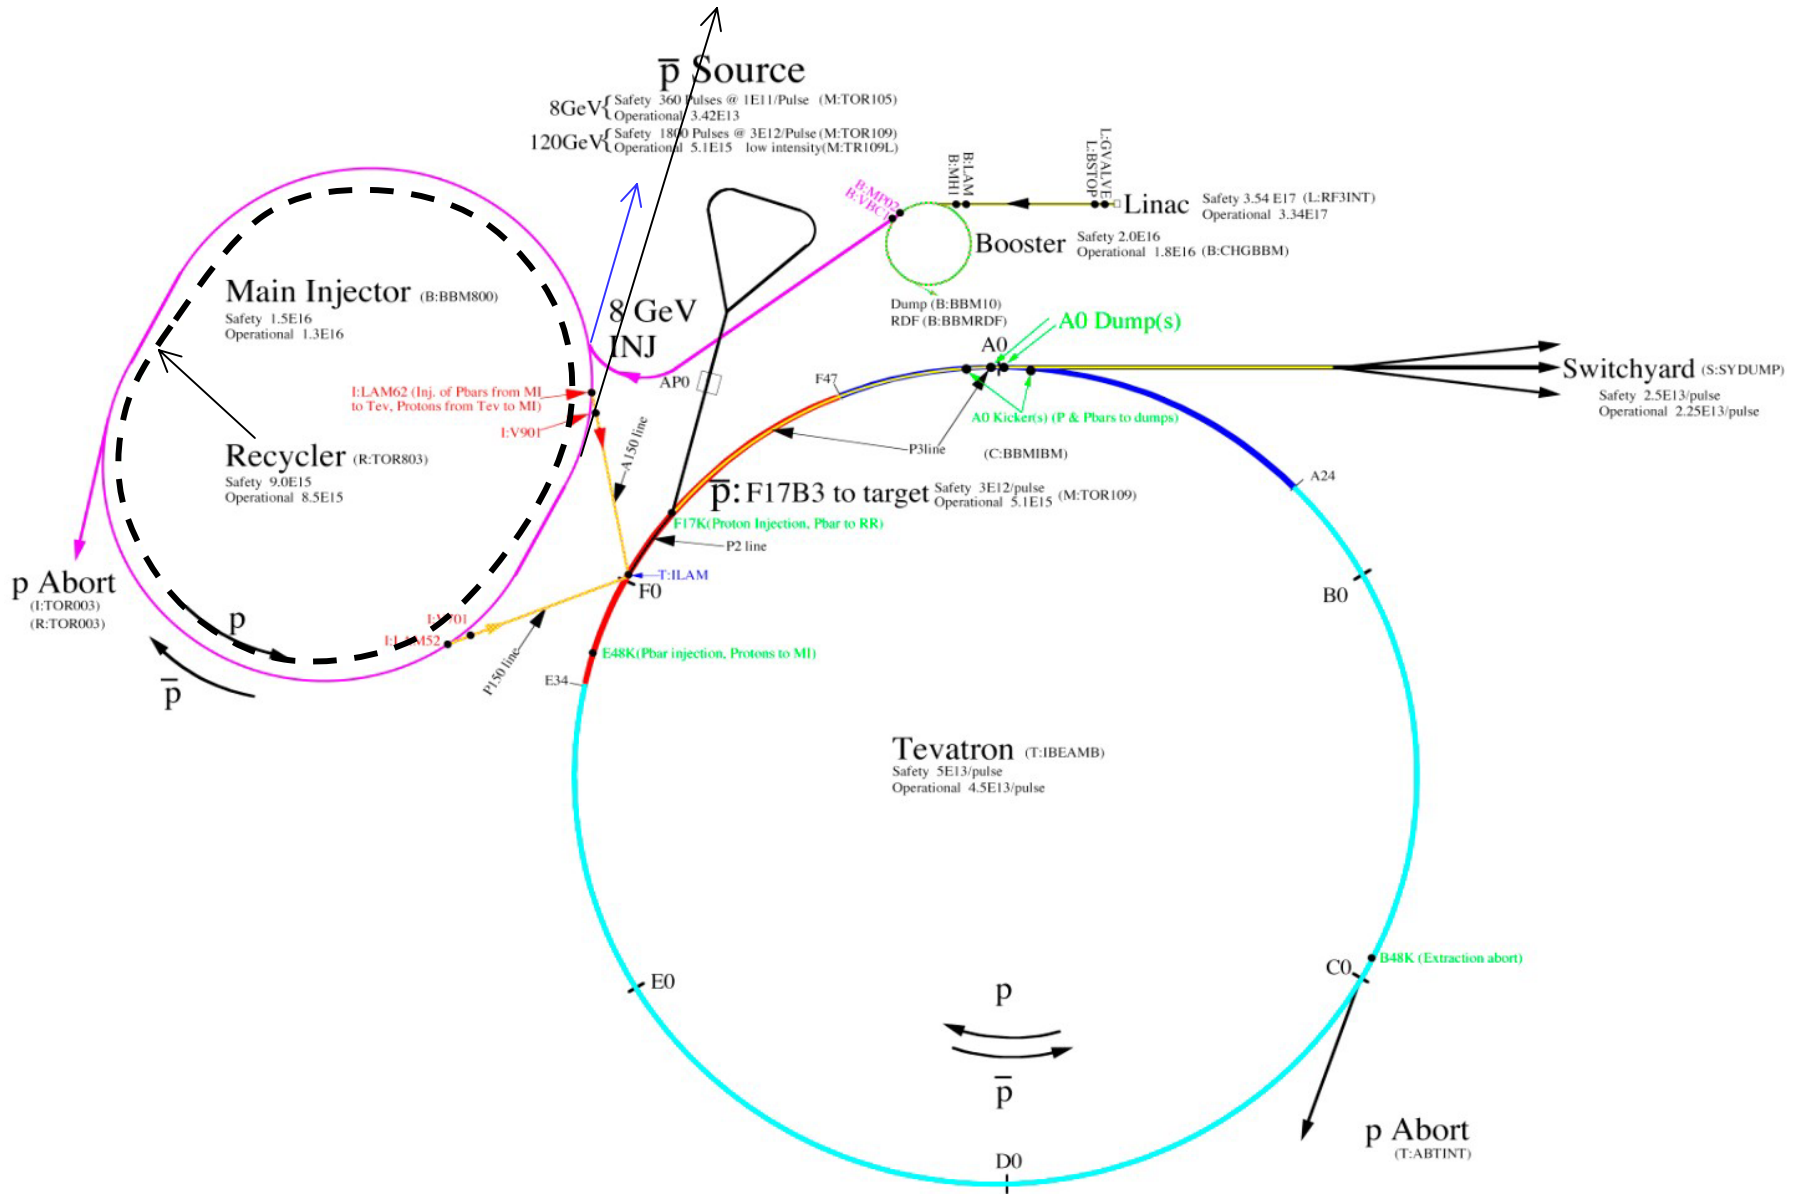 p̅ Source
8GeV{ Safety 360 Pulses @ 1E11/Pulse (M:TOR105)
Operational 3.42E13
120GeV{ Safety 1800 Pulses @ 3E12/Pulse (M:TOR109)
Operational 5.1E15 low intensity(M:TR109L)
L:GVALVE
L:BSTOP
B:LAM
B:MH1
B:MP02
B:VBC1
Linac
Safety 3.54 E17 (L:RF3INT)
Operational 3.34E17
Booster
Safety 2.0E16
Operational 1.8E16 (B:CHGBBM)
Dump (B:BBM10)
RDF (B:BBMRDF)
Main Injector (B:BBM800)
Safety 1.5E16
Operational 1.3E16
8 GeV
INJ
A0 Dump(s)
A0
AP0
F47
Switchyard (S:SYDUMP)
Safety 2.5E13/pulse
Operational 2.25E13/pulse
I:LAM62 (Inj. of Pbars from MI
to Tev, Protons from Tev to MI)
I:V901
A150 line
A0 Kicker(s) (P & Pbars to dumps)
P3line
(C:BBMIBM)
Recycler (R:TOR803)
Safety 9.0E15
Operational 8.5E15
A24
p̅: F17B3 to target Safety 3E12/pulse
Operational 5.1E15 (M:TOR109)
F17K(Proton Injection, Pbar to RR)
P2 line
T:ILAM
F0
p Abort
(I:TOR003)
(R:TOR003)
B0
p
I:V701
I:LAM52
p̅
P150 line
E48K(Pbar injection, Protons to MI)
E34
Tevatron (T:IBEAMB)
Safety 5E13/pulse
Operational 4.5E13/pulse
B48K (Extraction abort)
C0
E0
p
p̅
p Abort
(T:ABTINT)
D0